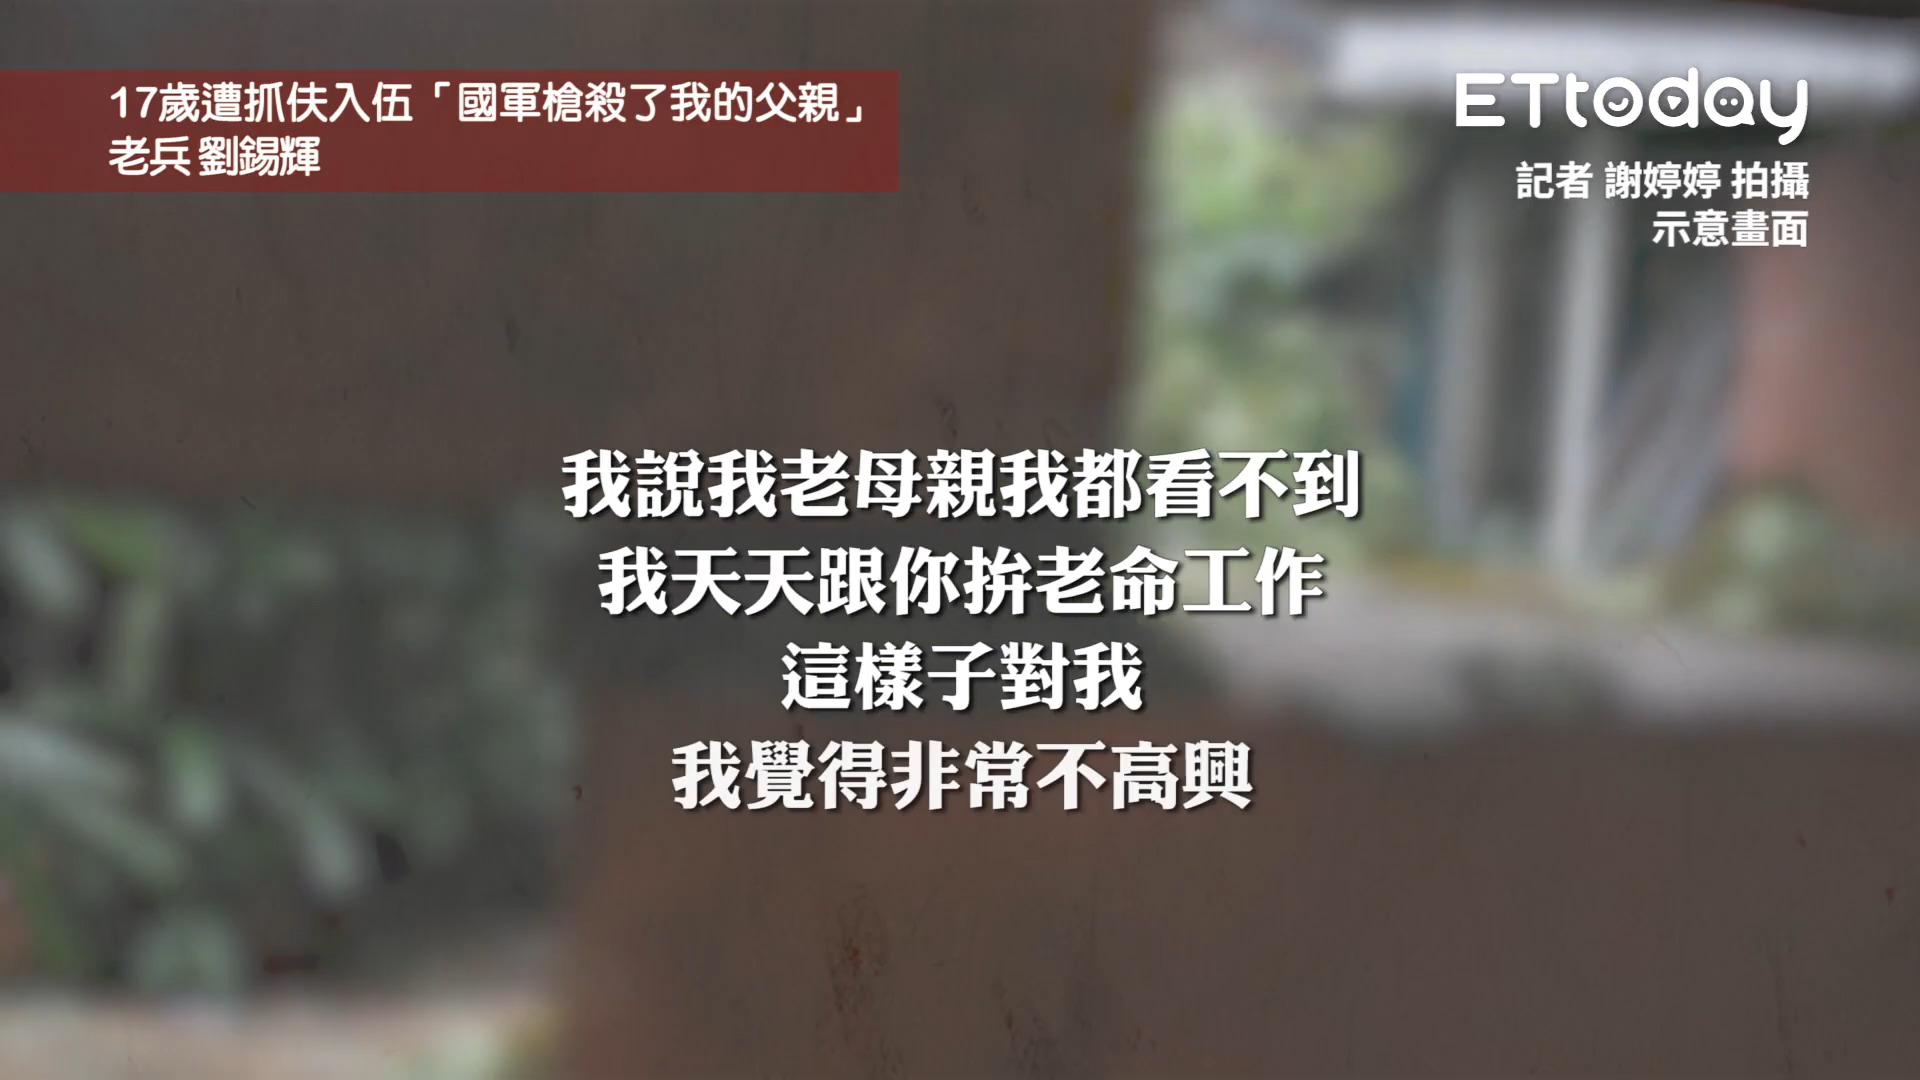 17歲遭抓伕入伍「國軍槍殺了我的父親」
老兵 劉錫輝
ETtoday
記者 謝婷婷 拍攝
示意畫面
我說我老母親我都看不到
我天天跟你拚老命工作
這樣子對我
我覺得非常不高興